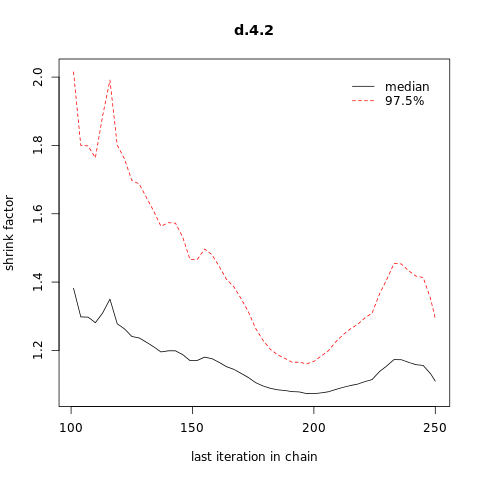 d.4.2
median
97.5%
shrink factor
2.0
1.8
1.6
1.4
1.2
100 150 200 250
last iteration in chain